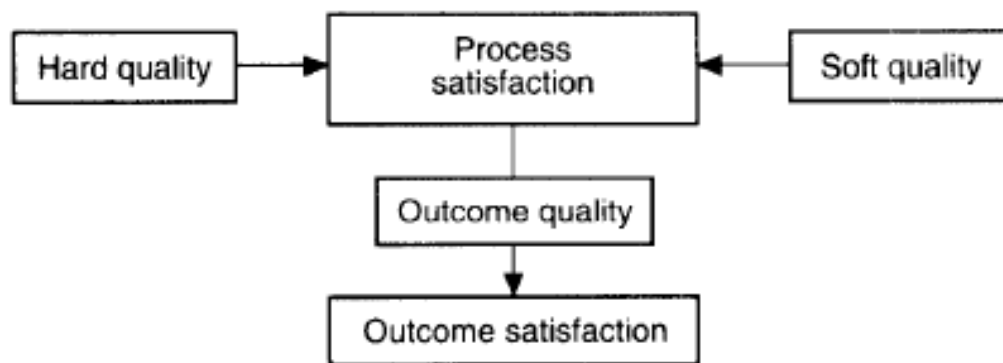 Hard quality
Process
satisfaction
Soft quality
Outcome quality
Outcome satisfaction